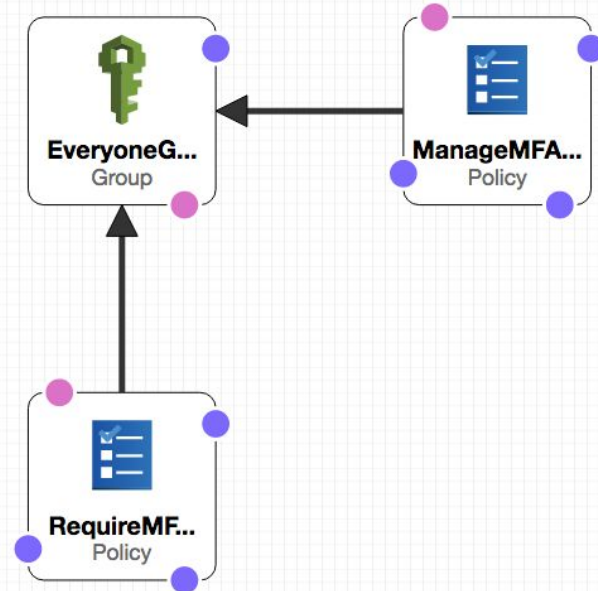 EveryoneG...
Group
ManageMFA...
Policy
RequireMF...
Policy